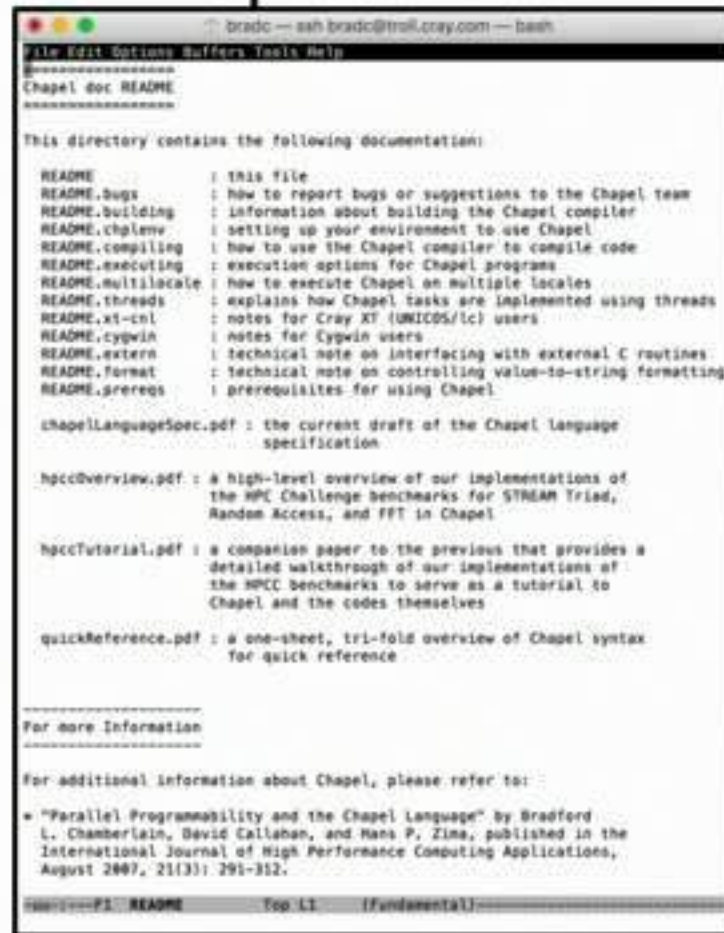 bradc — ssh bradc@troll.cray.com — bash
File Edit Options Buffers Tools Help
==================
Chapel doc README
==================
This directory contains the following documentation:
README : this file
README.bugs : how to report bugs or suggestions to the Chapel team
README.building : information about building the Chapel compiler
README.chplenv : setting up your environment to use Chapel
README.compiling : how to use the Chapel compiler to compile code
README.executing : execution options for Chapel programs
README.multilocale : how to execute Chapel on multiple locales
README.threads : explains how Chapel tasks are implemented using threads
README.xt-cnl : notes for Cray XT (UNICOS/lc) users
README.cygwin : notes for Cygwin users
README.extern : technical note on interfacing with external C routines
README.format : technical note on controlling value-to-string formatting
README.prereqs : prerequisites for using Chapel
chapelLanguageSpec.pdf : the current draft of the Chapel language
specification
hpccOverview.pdf : a high-level overview of our implementations of
the HPC Challenge benchmarks for STREAM Triad,
Random Access, and FFT in Chapel
hpccTutorial.pdf : a companion paper to the previous that provides a
detailed walkthrough of our implementations of
the HPCC benchmarks to serve as a tutorial to
Chapel and the codes themselves
quickReference.pdf : a one-sheet, tri-fold overview of Chapel syntax
for quick reference
--------------------
For more Information
--------------------
For additional information about Chapel, please refer to:
* "Parallel Programmability and the Chapel Language" by Bradford
L. Chamberlain, David Callahan, and Hans P. Zima, published in the
International Journal of High Performance Computing Applications,
August 2007, 21(3): 291-312.
README Top L1 (Fundamental)